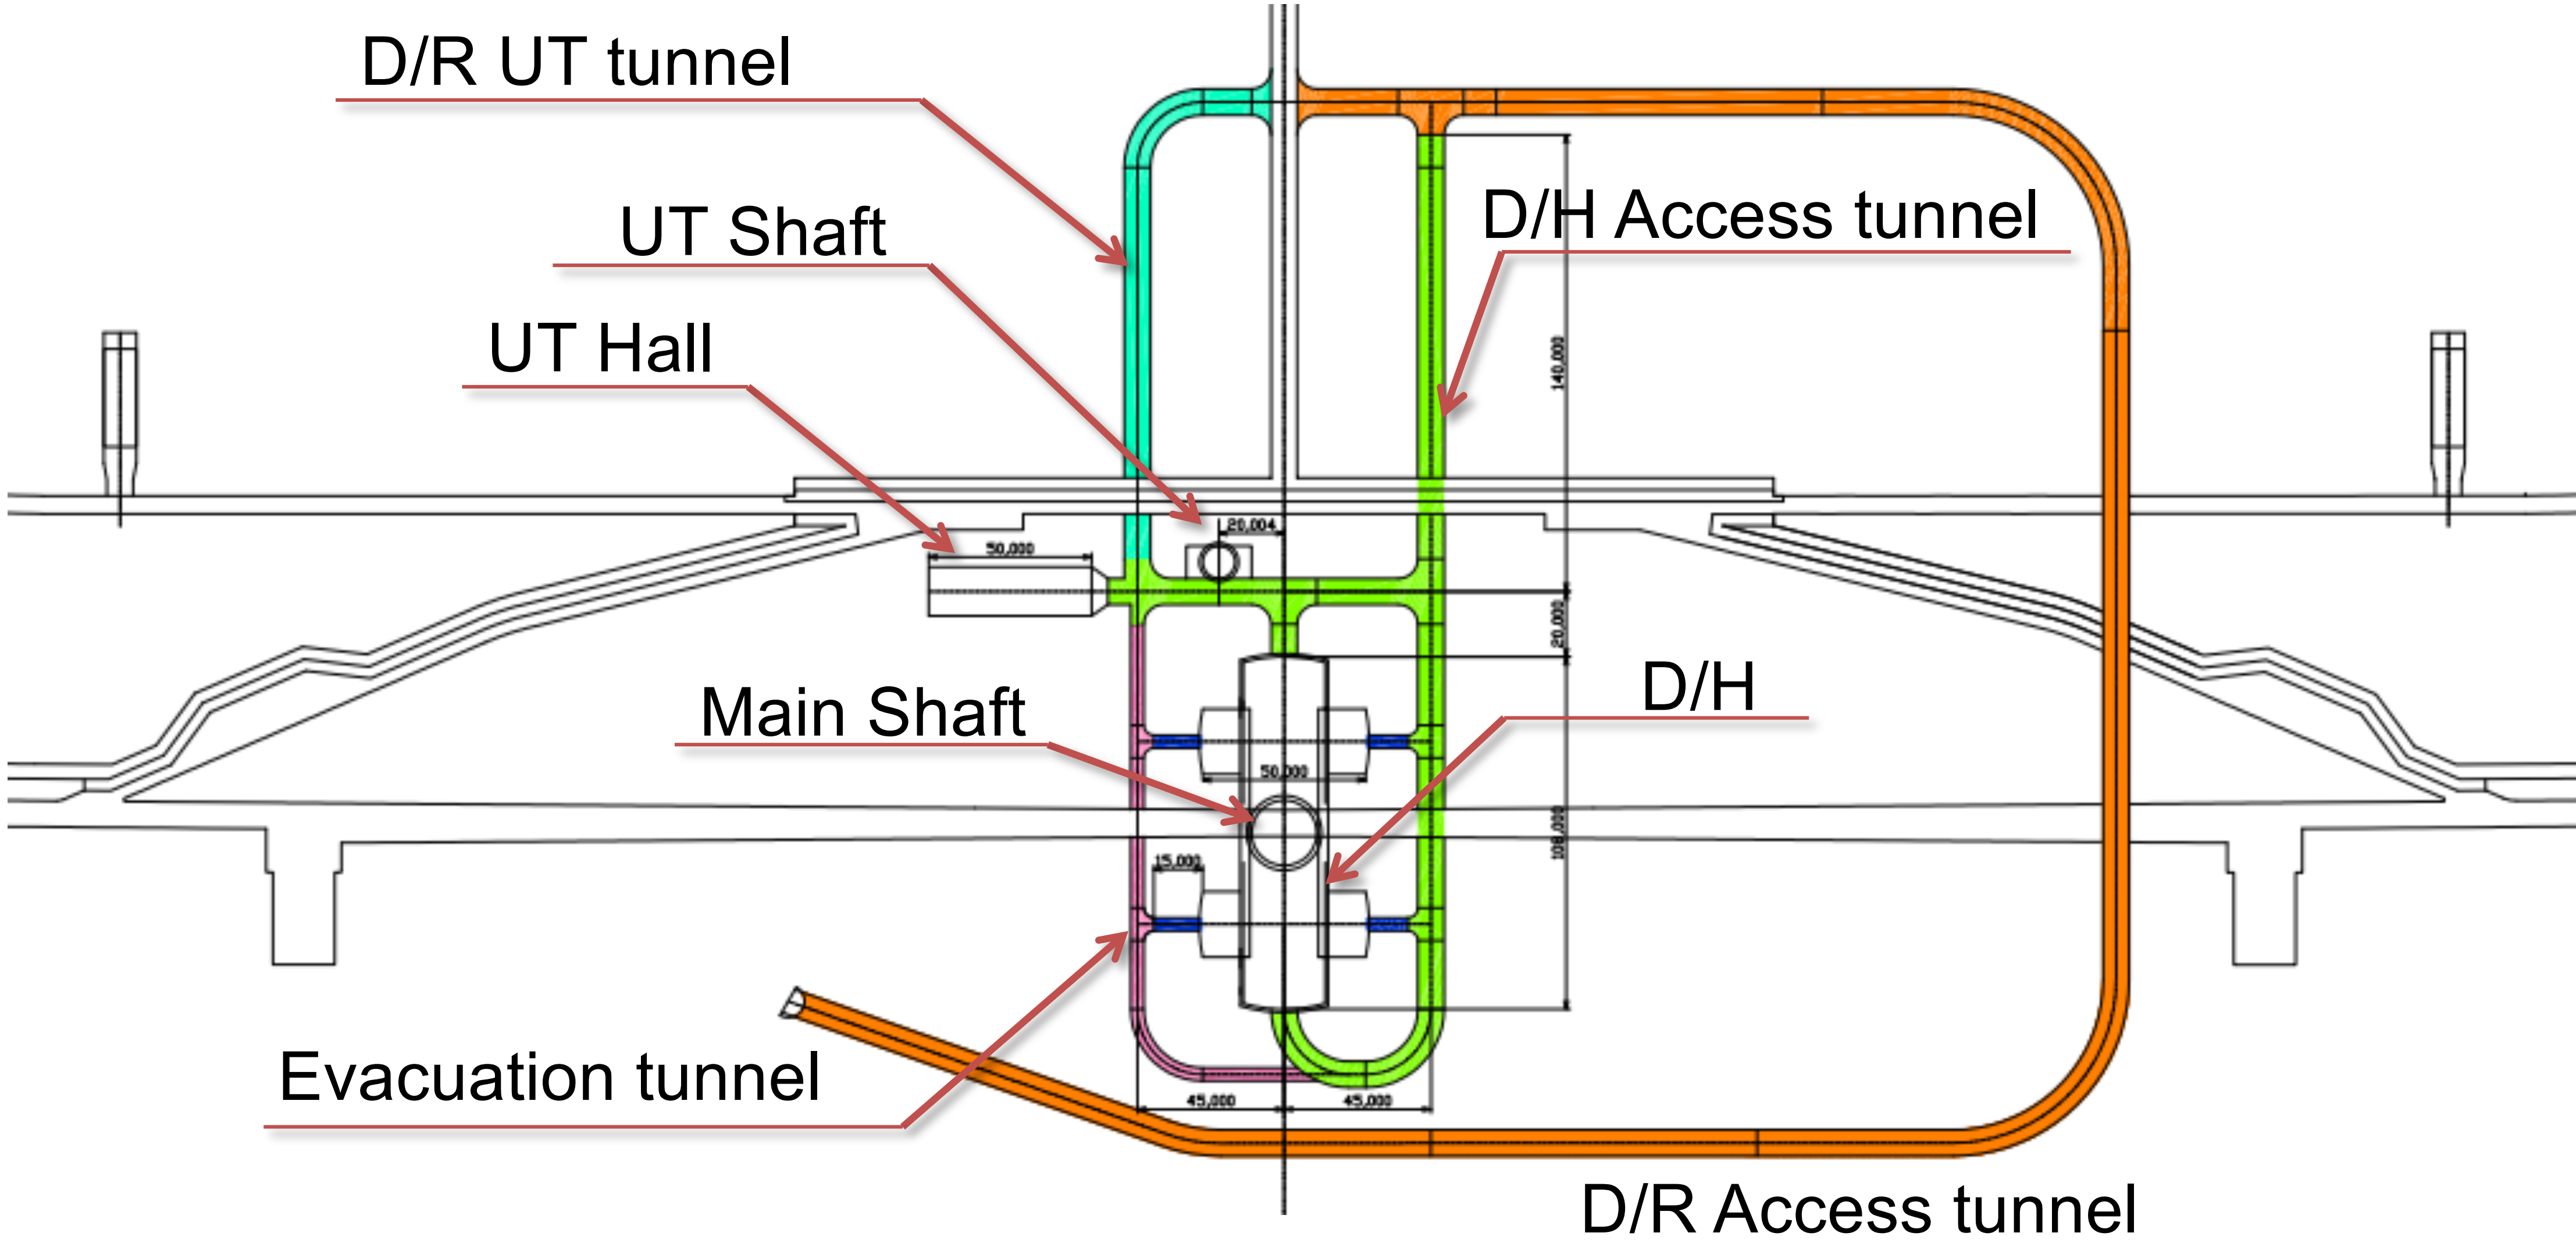 D/R UT tunnel
UT Shaft
D/H Access tunnel
UT Hall
140,000
20,004
50,000
20,000
D/H
Main Shaft
50,000
108,000
15,000
Evacuation tunnel
45,000
45,000
D/R Access tunnel